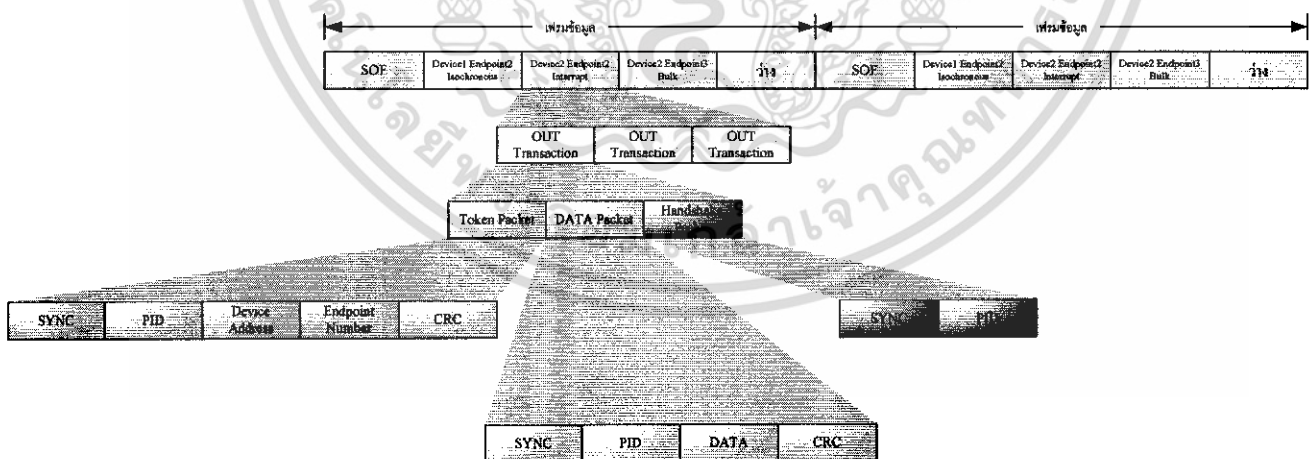 เฟรมข้อมูล เฟรมข้อมูล
SOF Device1 Endpoint2 Device2 Endpoint2 Device2 Endpoint3 ว่าง SOF Device1 Endpoint2 Device2 Endpoint2 Device2 Endpoint3 ว่าง
Isochronous Interrupt Bulk Isochronous Interrupt Bulk
OUT OUT OUT
Transaction Transaction Transaction
Token Packet DATA Packet
SYNC PID Device Endpoint CRC SYNC PID
Address Number
SYNC PID DATA CRC